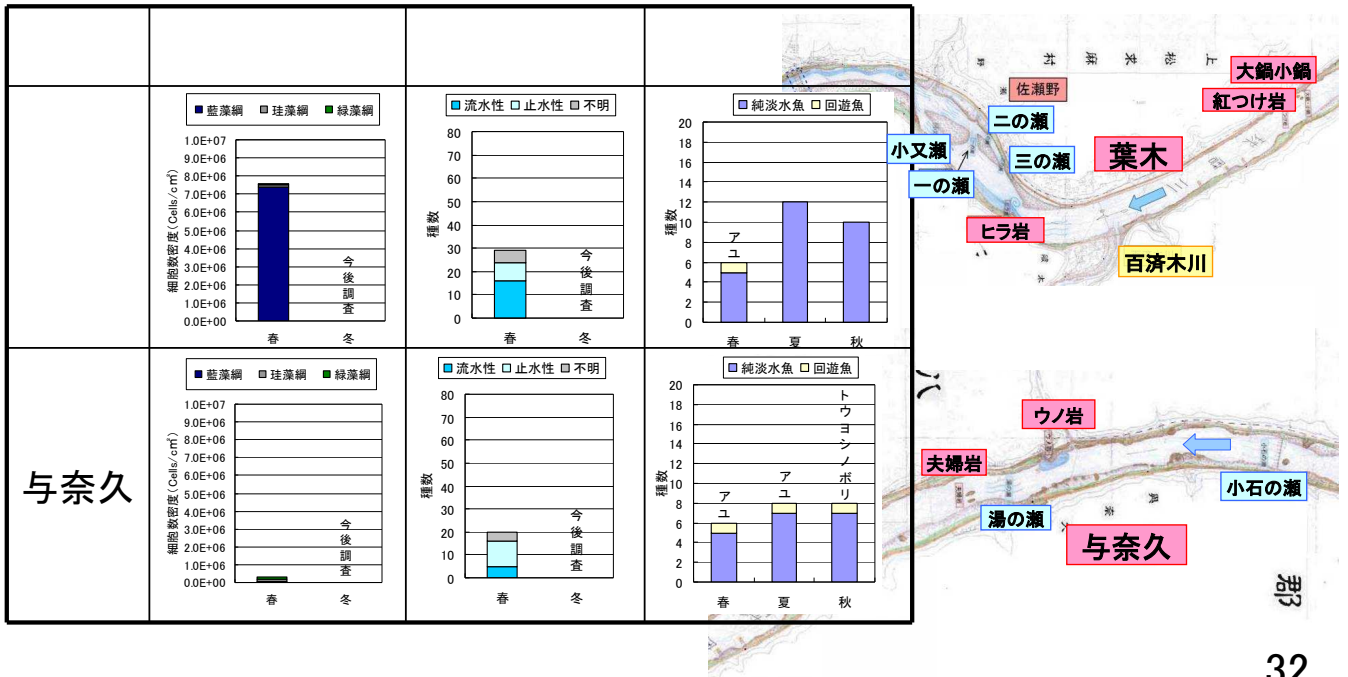 ■ 藍藻綱 ■ 珪藻綱 ■ 緑藻綱
1.0E+07
9.0E+06
8.0E+06
7.0E+06
6.0E+06
5.0E+06
4.0E+06
3.0E+06
2.0E+06
1.0E+06
0.0E+00
細胞数密度(Cells/c㎡)
今後調査
春 冬
■ 流水性 □ 止水性 ■ 不明
80
70
60
50
40
30
20
10
0
種数
今後調査
春 冬
■ 純淡水魚 □ 回遊魚
20
18
16
14
12
10
8
6
4
2
0
種数
アユ
春 夏 秋
与奈久
■ 藍藻綱 ■ 珪藻綱 ■ 緑藻綱
1.0E+07
9.0E+06
8.0E+06
7.0E+06
6.0E+06
5.0E+06
4.0E+06
3.0E+06
2.0E+06
1.0E+06
0.0E+00
細胞数密度(Cells/c㎡)
今後調査
春 冬
■ 流水性 □ 止水性 ■ 不明
80
70
60
50
40
30
20
10
0
種数
今後調査
春 冬
■ 純淡水魚 □ 回遊魚
20
18
16
14
12
10
8
6
4
2
0
種数
アユ
アユ
トウヨシノボリ
春 夏 秋
上松求麻村
大鍋小鍋
佐瀬野
紅つけ岩
二の瀬
小又瀬
三の瀬
葉木
一の瀬
ヒラ岩
百済木川
八
ウノ岩
夫婦岩
小石の瀬
湯の瀬
与奈久
郡
32